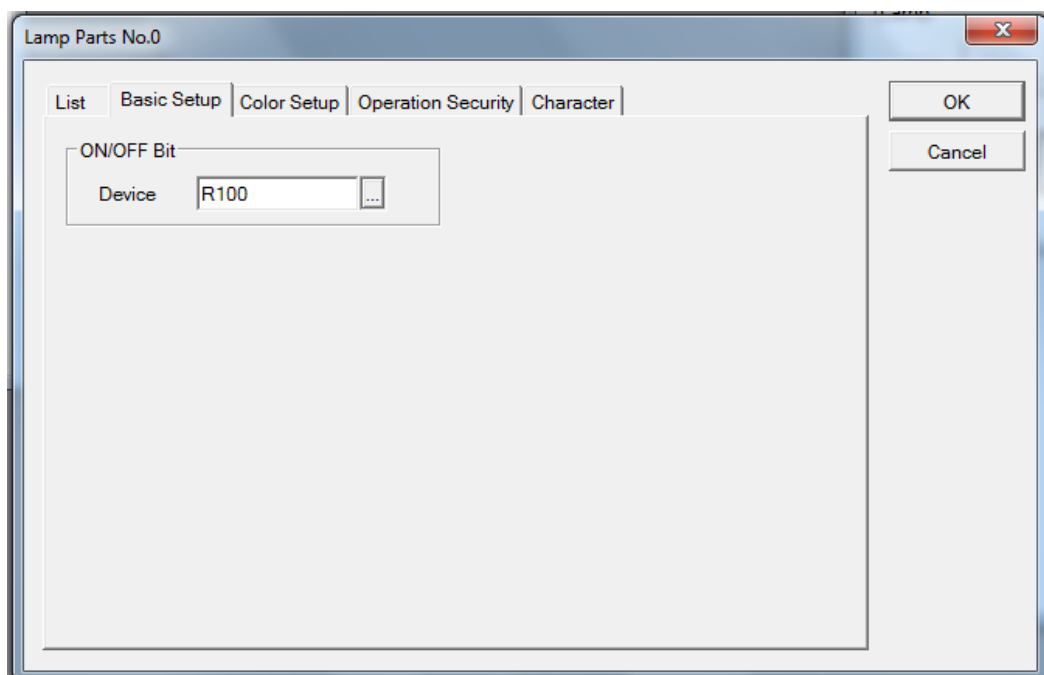 Lamp Parts No.0
List Basic Setup Color Setup Operation Security Character
OK
Cancel
ON/OFF Bit
Device R100 ...